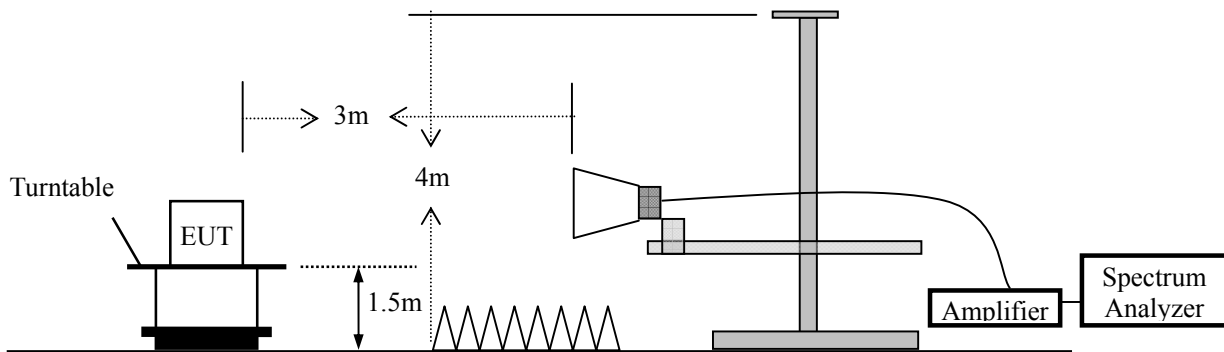 3m
4m
Turntable
EUT
1.5m
Amplifier
Spectrum
Analyzer